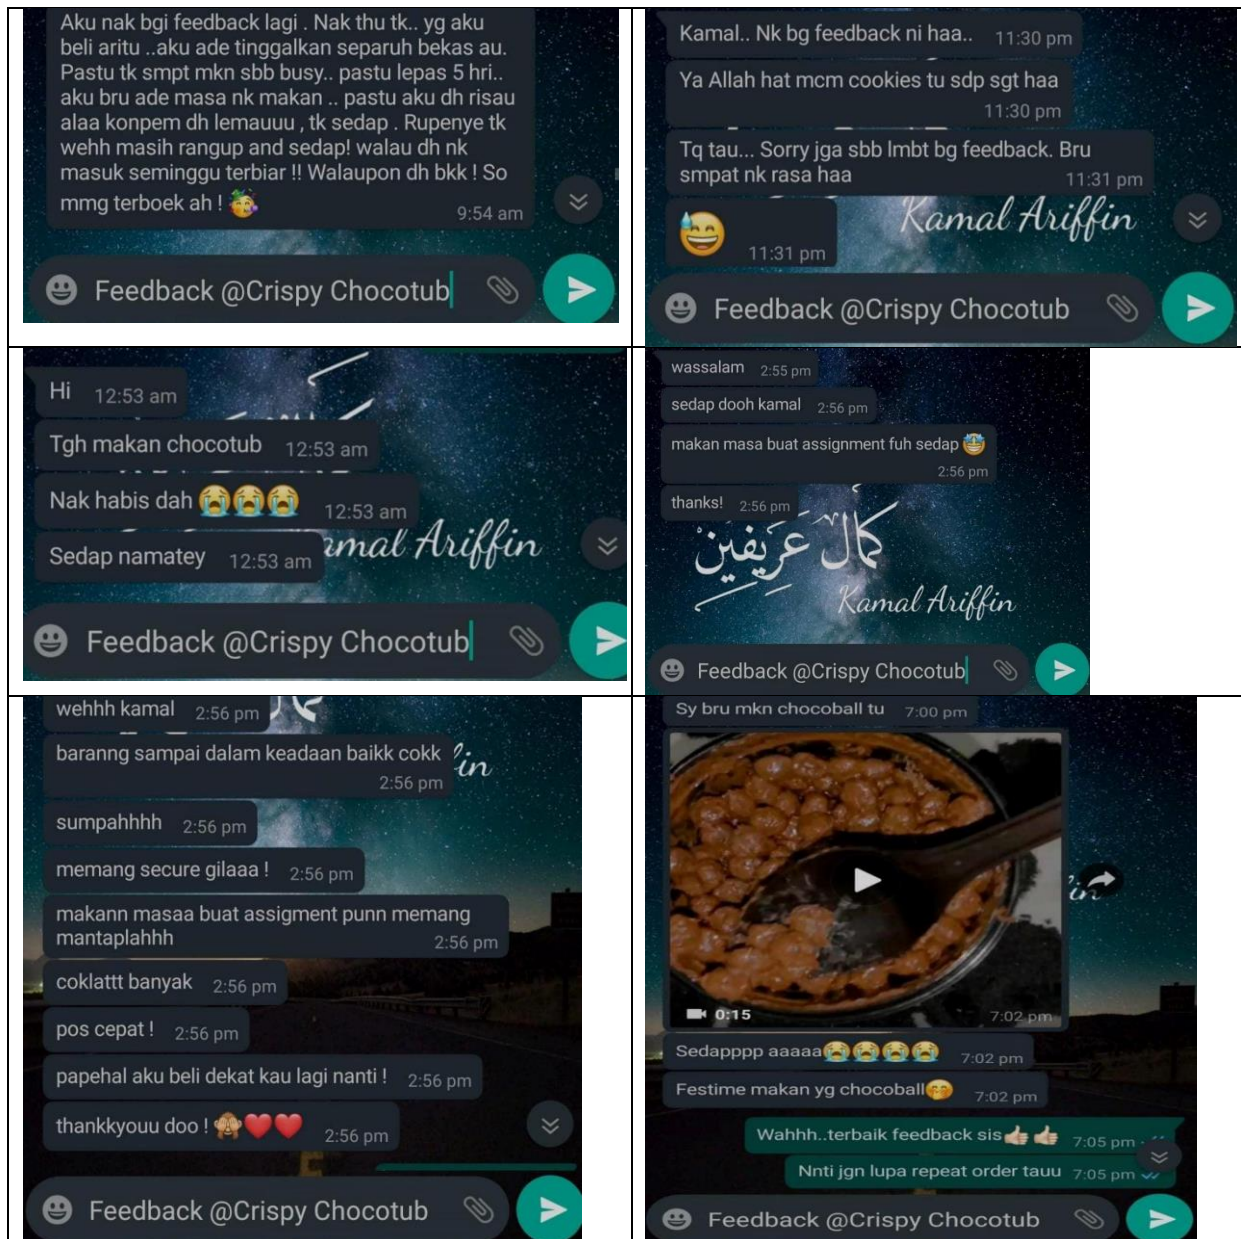 Aku nak bgi feedback lagi . Nak thu tk.. yg aku
beli aritu ..aku ade tinggalkan separuh bekas au.
Pastu tk smpt mkn sbb busy.. pastu lepas 5 hri..
aku bru ade masa nk makan .. pastu aku dh risau
alaa konpem dh lemauuu , tk sedap . Rupenye tk
wehh masih rangup and sedap! walau dh nk
masuk seminggu terbiar !! Walaupon dh bkk ! So
mmg terboek ah ! 🥳
9:54 am
Feedback @Crispy Chocotub
Kamal.. Nk bg feedback ni haa.. 11:30 pm
Ya Allah hat mcm cookies tu sdp sgt haa
11:30 pm
Tq tau... Sorry jga sbb lmbt bg feedback. Bru
smpat nk rasa haa 11:31 pm
Kamal Ariffin
😅 11:31 pm
Feedback @Crispy Chocotub
Hi 12:53 am
Tgh makan chocotub 12:53 am
Nak habis dah 😭😭😭 12:53 am
amal Ariffin
Sedap namatey 12:53 am
Feedback @Crispy Chocotub
wassalam 2:55 pm
sedap dooh kamal 2:56 pm
makan masa buat assignment fuh sedap 🤩
2:56 pm
thanks! 2:56 pm
كمال عريفين
Kamal Ariffin
Feedback @Crispy Chocotub
wehhh kamal 2:56 pm
baranng sampai dalam keadaan baikk cokk
fin
2:56 pm
sumpahhhh 2:56 pm
memang secure gilaaa ! 2:56 pm
makann masaa buat assigment punn memang
mantaplahhh 2:56 pm
coklattt banyak 2:56 pm
pos cepat ! 2:56 pm
papehal aku beli dekat kau lagi nanti ! 2:56 pm
thankkyouu doo ! 🙈❤️❤️ 2:56 pm
Feedback @Crispy Chocotub
Sy bru mkn chocoball tu 7:00 pm
in
0:15 7:02 pm
Sedapppp aaaaa😭😭😭😭 7:02 pm
Festime makan yg chocoball🤭 7:02 pm
Wahhh..terbaik feedback sis👍🏻👍🏻 7:05 pm
Nnti jgn lupa repeat order tauu 7:05 pm
Feedback @Crispy Chocotub